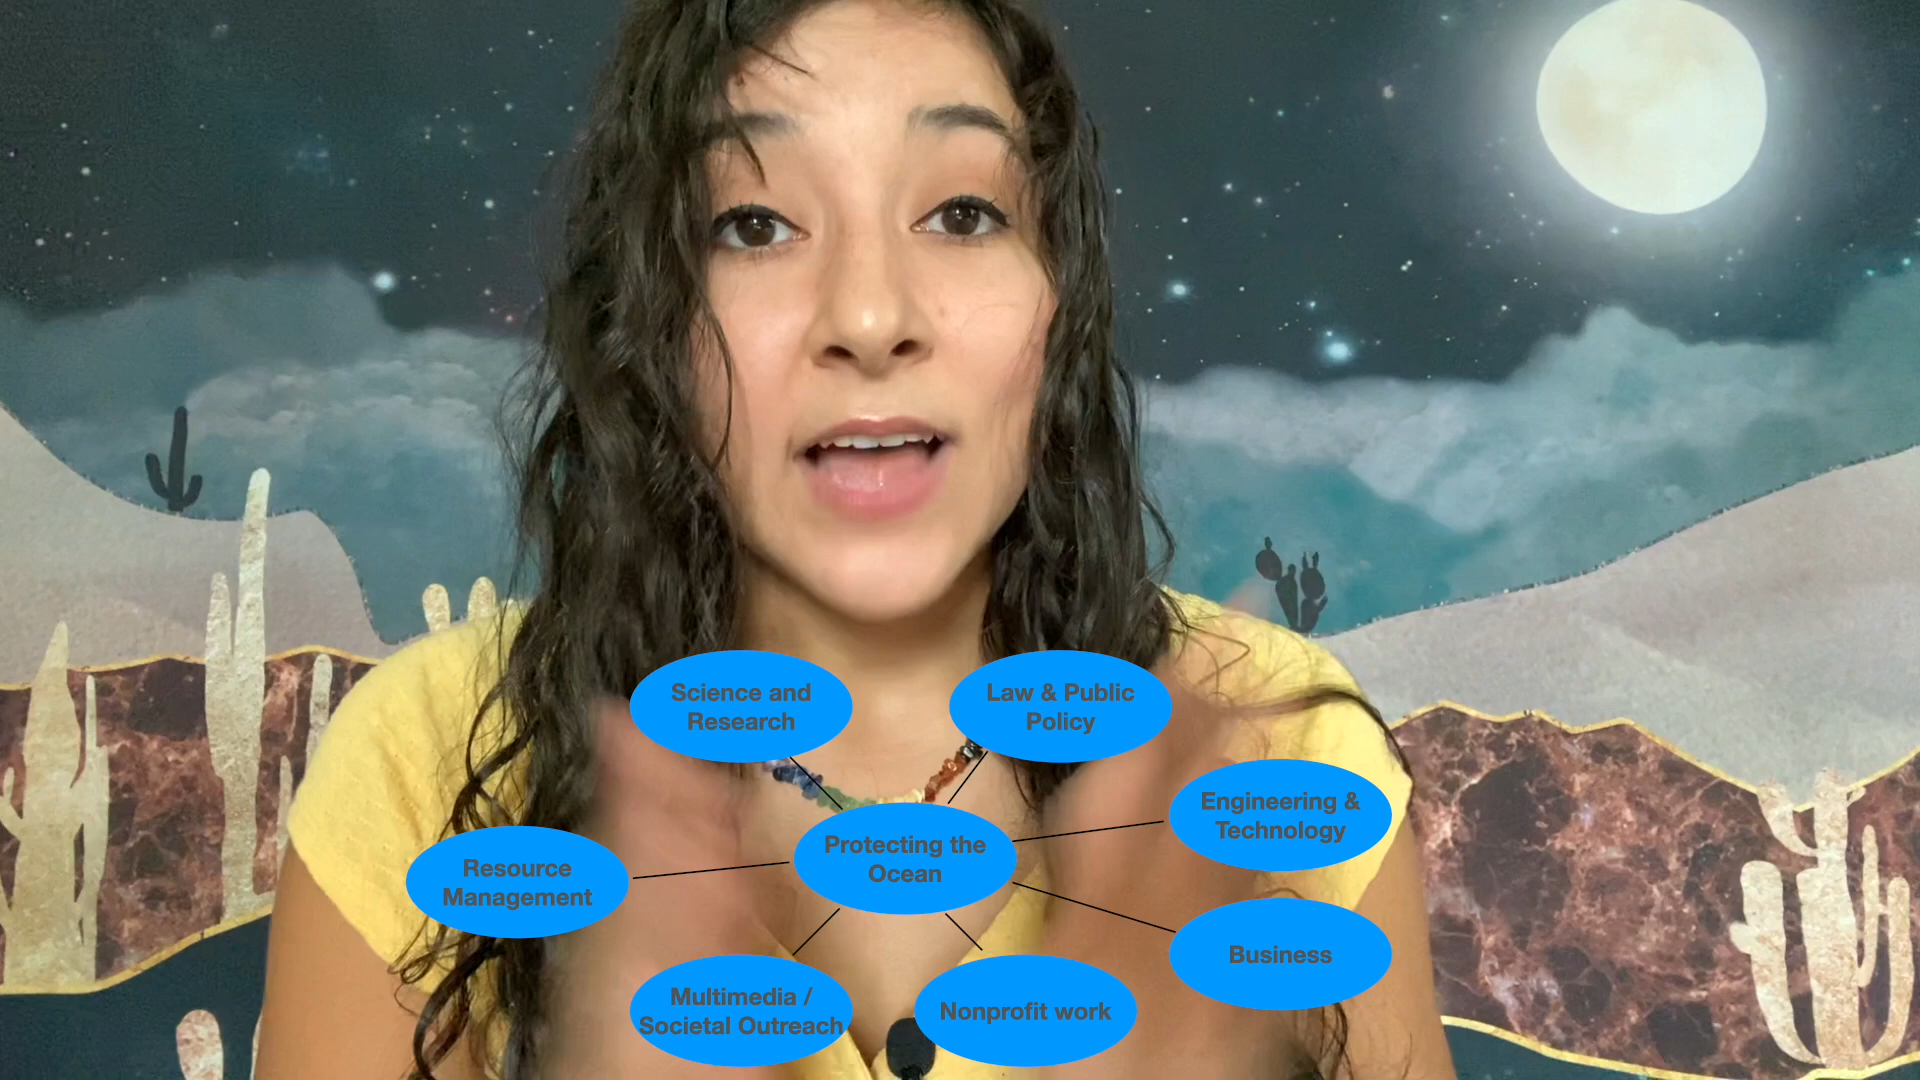 Science and
Research
Law & Public
Policy
Engineering &
Technology
Protecting the
Ocean
Resource
Management
Business
Multimedia /
Societal Outreach
Nonprofit work